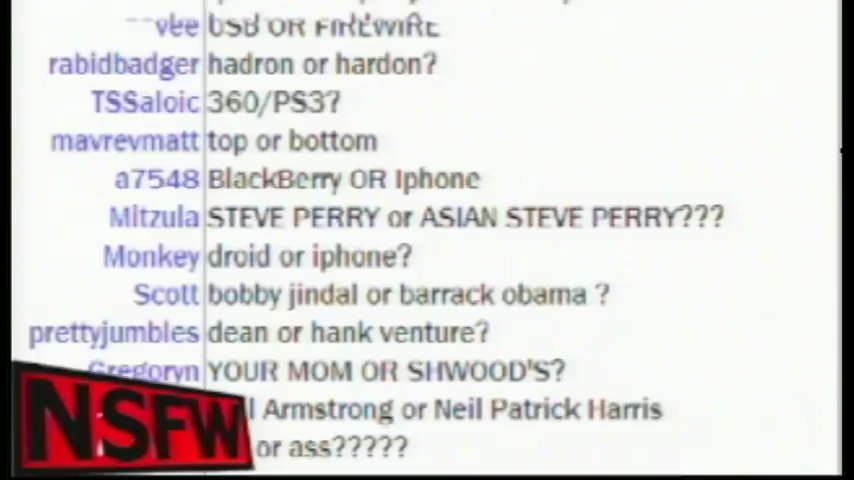 vee USB OR FIREWIRE
rabidbadger hadron or hardon?
TSSaloic 360/PS3?
mavrevmatt top or bottom
a7548 BlackBerry OR Iphone
Mitzula STEVE PERRY or ASIAN STEVE PERRY???
Monkey droid or iphone?
Scott bobby jindal or barrack obama ?
prettyjumbles dean or hank venture?
Gregoryn YOUR MOM OR SHWOOD'S?
Armstrong or Neil Patrick Harris
or ass?????
NSFW